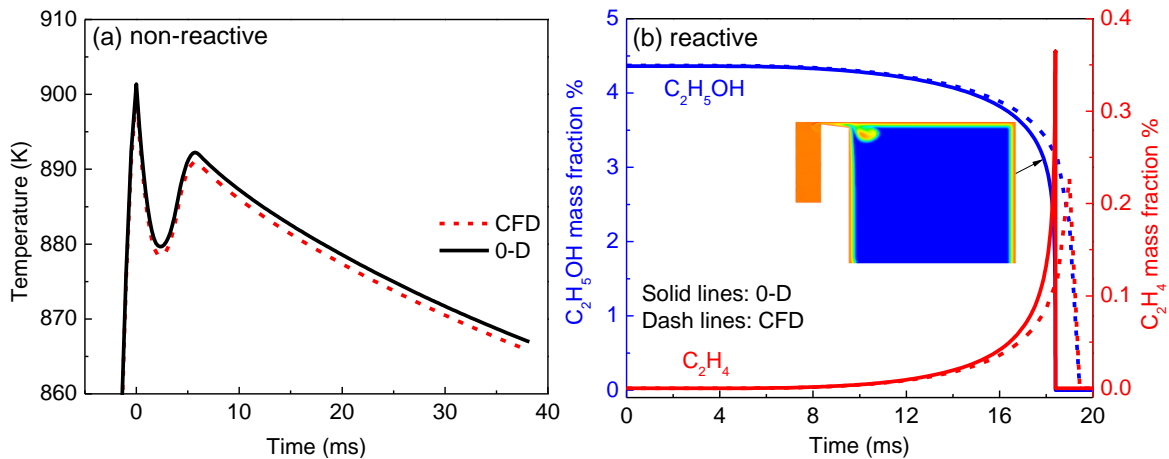 (a) non-reactive
910
900
890
880
870
860
Temperature (K)
0
10
20
30
40
Time (ms)
CFD
0-D
(b) reactive
5
4
3
2
1
0
C₂H₅OH mass fraction %
C₂H₅OH
Solid lines: 0-D
Dash lines: CFD
C₂H₄
0
4
8
12
16
20
Time (ms)
0.4
0.3
0.2
0.1
0.0
C₂H₄ mass fraction %